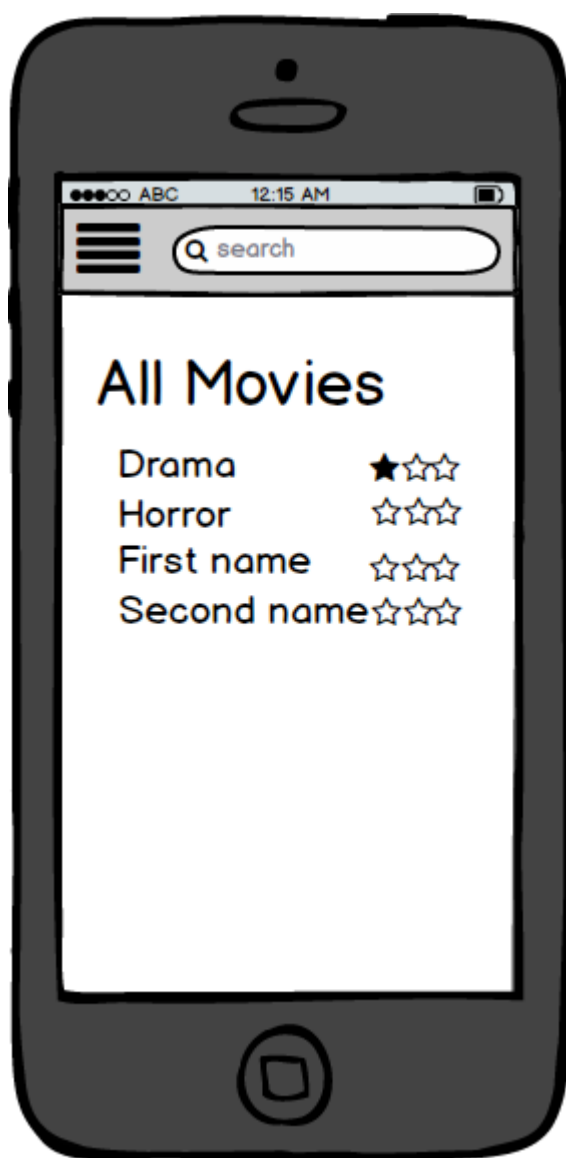 ABC 12:15 AM
search
All Movies
Drama
Horror
First name
Second name